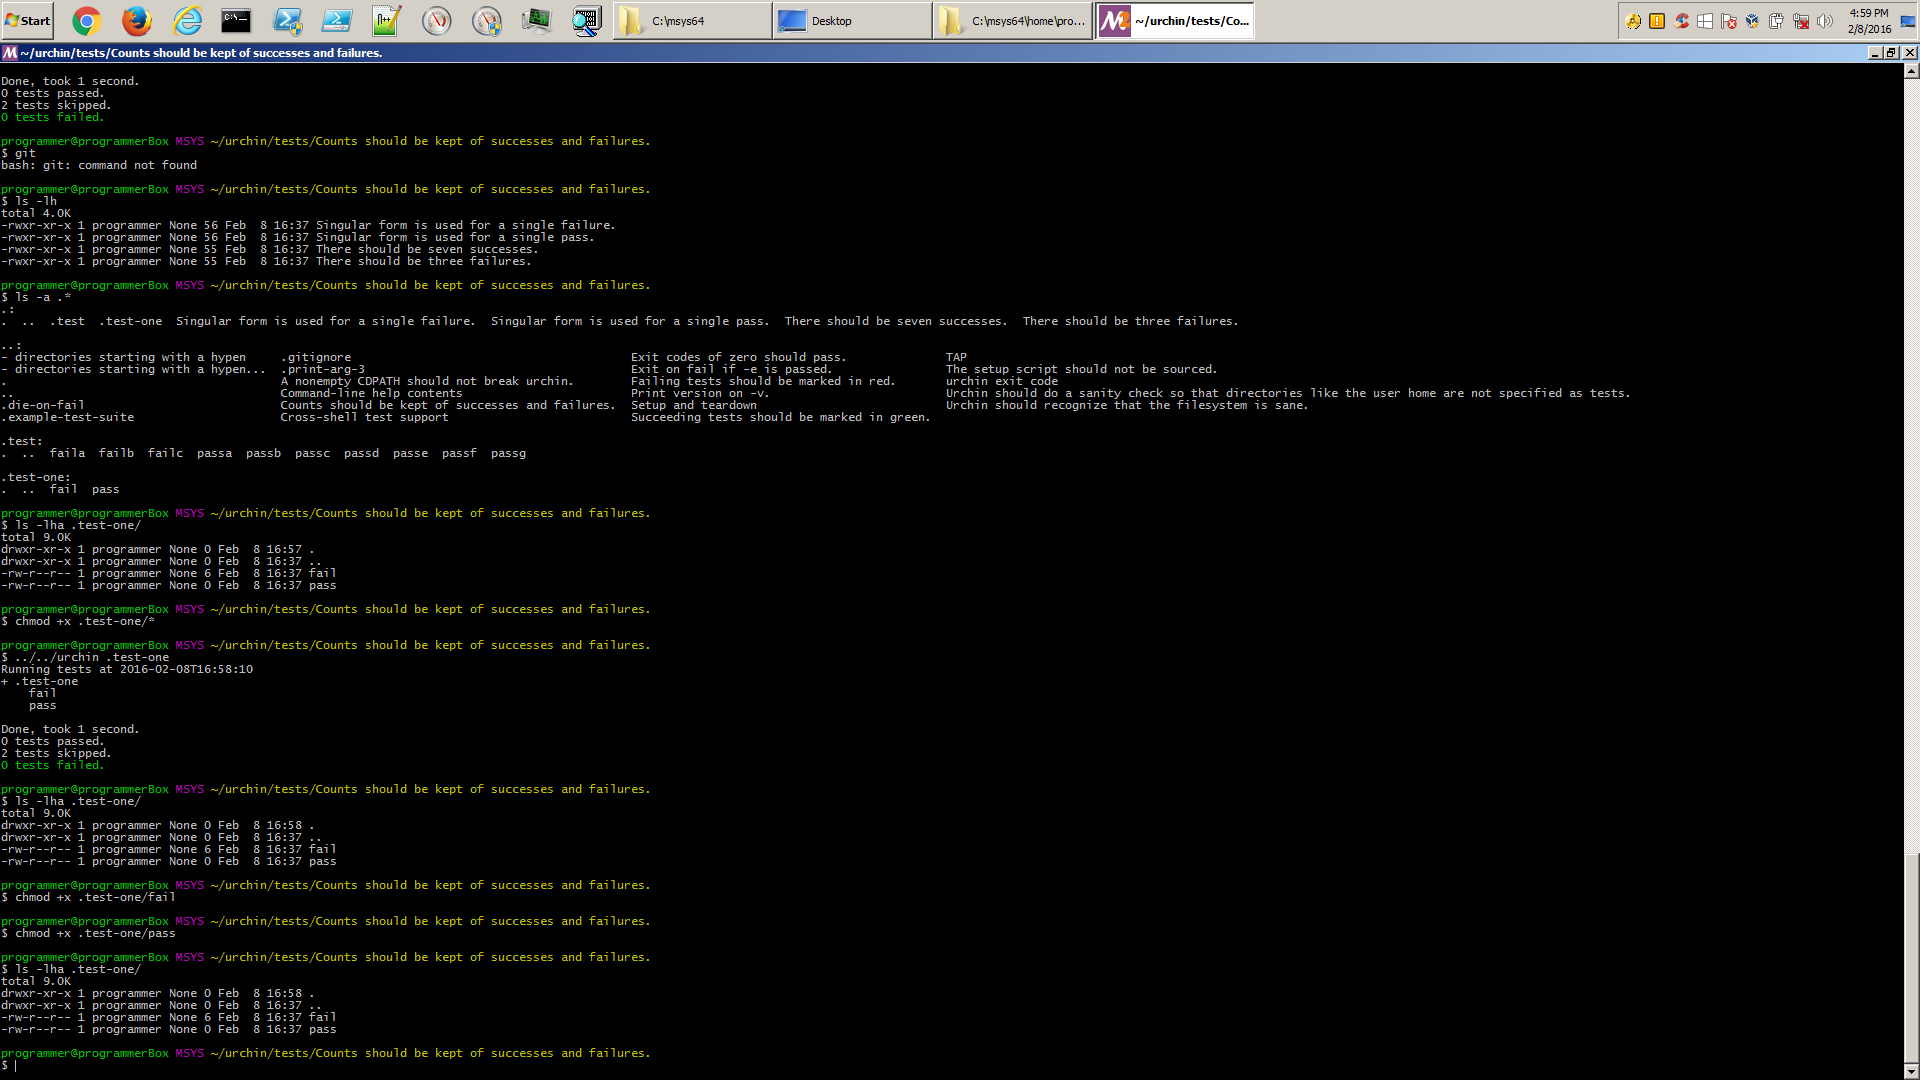 Start
C:\msys64
Desktop
C:\msys64\home\pro...
~/urchin/tests/Co...
4:59 PM
2/8/2016
~/urchin/tests/Counts should be kept of successes and failures.
Done, took 1 second.
0 tests passed.
2 tests skipped.
0 tests failed.
programmer@programmerBox MSYS ~/urchin/tests/Counts should be kept of successes and failures.
$ git
bash: git: command not found
programmer@programmerBox MSYS ~/urchin/tests/Counts should be kept of successes and failures.
$ ls -lh
total 4.0K
-rwxr-xr-x 1 programmer None 56 Feb  8 16:37 Singular form is used for a single failure.
-rwxr-xr-x 1 programmer None 56 Feb  8 16:37 Singular form is used for a single pass.
-rwxr-xr-x 1 programmer None 55 Feb  8 16:37 There should be seven successes.
-rwxr-xr-x 1 programmer None 55 Feb  8 16:37 There should be three failures.
programmer@programmerBox MSYS ~/urchin/tests/Counts should be kept of successes and failures.
$ ls -a .*
.:
.  ..  .test  .test-one  Singular form is used for a single failure.  Singular form is used for a single pass.  There should be seven successes.  There should be three failures.
..:
- directories starting with a hypen     .gitignore                                        Exit codes of zero should pass.              TAP
- directories starting with a hypen...  .print-arg-3                                      Exit on fail if -e is passed.                The setup script should not be sourced.
.                                       A nonempty CDPATH should not break urchin.        Failing tests should be marked in red.       urchin exit code
..                                      Command-line help contents                        Print version on -v.                         Urchin should do a sanity check so that directories like the user home are not specified as tests.
.die-on-fail                            Counts should be kept of successes and failures.  Setup and teardown                           Urchin should recognize that the filesystem is sane.
.example-test-suite                     Cross-shell test support                          Succeeding tests should be marked in green.
.test:
.  ..  faila  failb  failc  passa  passb  passc  passd  passe  passf  passg
.test-one:
.  ..  fail  pass
programmer@programmerBox MSYS ~/urchin/tests/Counts should be kept of successes and failures.
$ ls -lha .test-one/
total 9.0K
drwxr-xr-x 1 programmer None 0 Feb  8 16:57 .
drwxr-xr-x 1 programmer None 0 Feb  8 16:37 ..
-rw-r--r-- 1 programmer None 6 Feb  8 16:37 fail
-rw-r--r-- 1 programmer None 0 Feb  8 16:37 pass
programmer@programmerBox MSYS ~/urchin/tests/Counts should be kept of successes and failures.
$ chmod +x .test-one/*
programmer@programmerBox MSYS ~/urchin/tests/Counts should be kept of successes and failures.
$ ../../urchin .test-one
Running tests at 2016-02-08T16:58:10
+ .test-one
    fail
    pass
Done, took 1 second.
0 tests passed.
2 tests skipped.
0 tests failed.
programmer@programmerBox MSYS ~/urchin/tests/Counts should be kept of successes and failures.
$ ls -lha .test-one/
total 9.0K
drwxr-xr-x 1 programmer None 0 Feb  8 16:58 .
drwxr-xr-x 1 programmer None 0 Feb  8 16:37 ..
-rw-r--r-- 1 programmer None 6 Feb  8 16:37 fail
-rw-r--r-- 1 programmer None 0 Feb  8 16:37 pass
programmer@programmerBox MSYS ~/urchin/tests/Counts should be kept of successes and failures.
$ chmod +x .test-one/fail
programmer@programmerBox MSYS ~/urchin/tests/Counts should be kept of successes and failures.
$ chmod +x .test-one/pass
programmer@programmerBox MSYS ~/urchin/tests/Counts should be kept of successes and failures.
$ ls -lha .test-one/
total 9.0K
drwxr-xr-x 1 programmer None 0 Feb  8 16:58 .
drwxr-xr-x 1 programmer None 0 Feb  8 16:37 ..
-rw-r--r-- 1 programmer None 6 Feb  8 16:37 fail
-rw-r--r-- 1 programmer None 0 Feb  8 16:37 pass
programmer@programmerBox MSYS ~/urchin/tests/Counts should be kept of successes and failures.
$